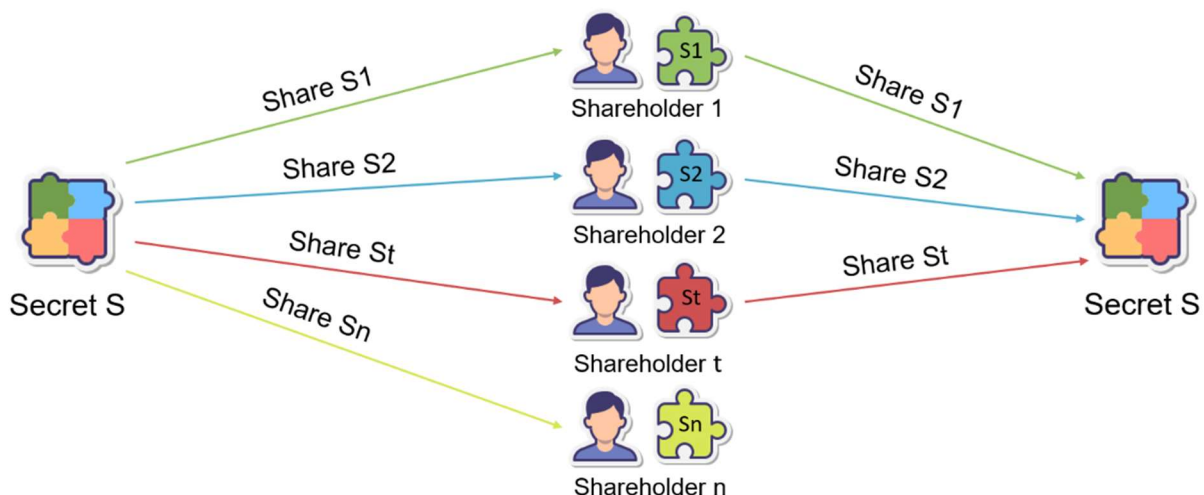 Share S1
S1
Shareholder 1
Share S1
Share S2
S2
Shareholder 2
Share S2
Secret S
Share St
St
Shareholder t
Share St
Secret S
Share Sn
Sn
Shareholder n